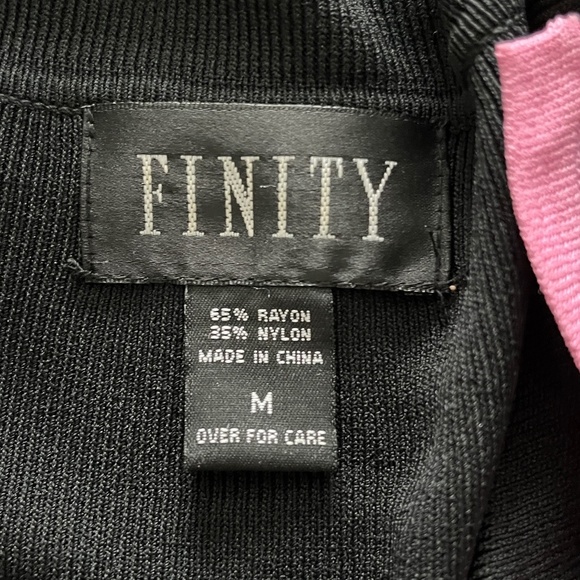 FINITY
65% RAYON
35% NYLON
MADE IN CHINA
M
OVER FOR CARE